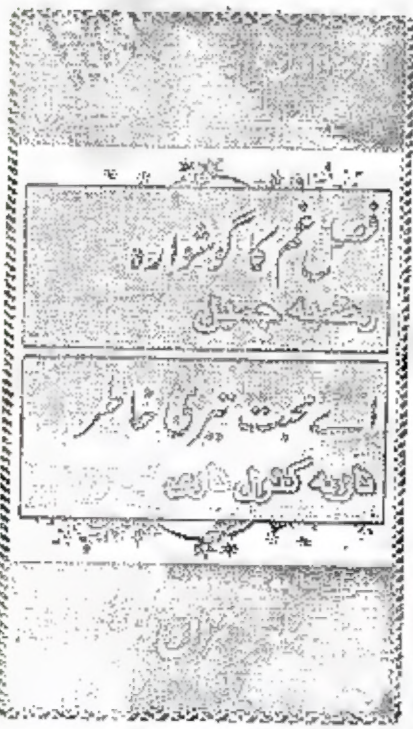 فصل غم کا گوشوارہ
رضیہ جمیل
اے محبت تیری خاطر
نازیہ کنول نازی